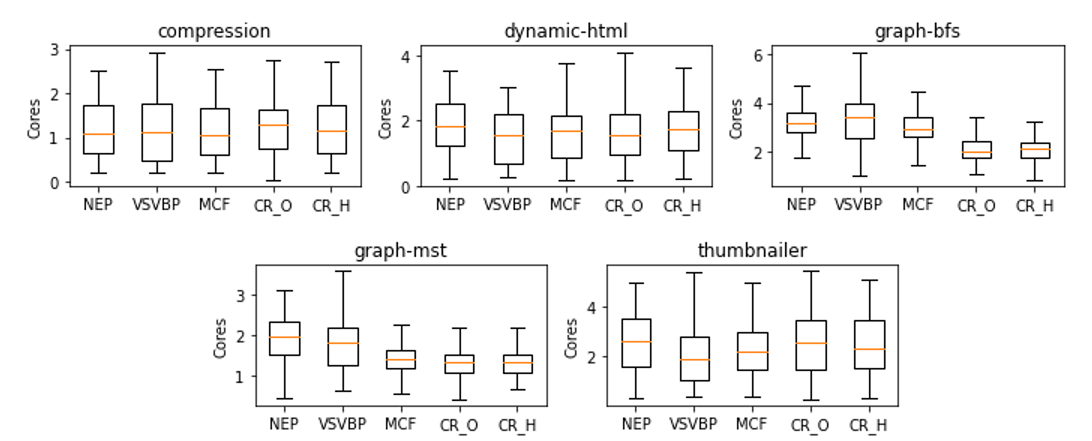 compression
3
2
1
0
Cores
NEP VSVBP MCF CR_O CR_H
dynamic-html
4
2
0
Cores
NEP VSVBP MCF CR_O CR_H
graph-bfs
6
4
2
Cores
NEP VSVBP MCF CR_O CR_H
graph-mst
3
2
1
Cores
NEP VSVBP MCF CR_O CR_H
thumbnailer
4
2
Cores
NEP VSVBP MCF CR_O CR_H